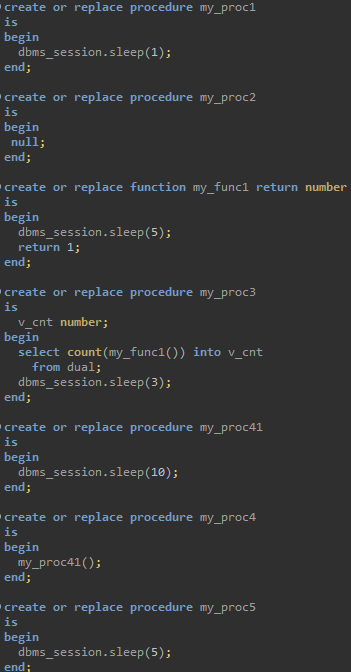 create or replace procedure my_proc1
is
begin
  dbms_session.sleep(1);
end;

create or replace procedure my_proc2
is
begin
 null;
end;

create or replace function my_func1 return number
is
begin
  dbms_session.sleep(5);
  return 1;
end;

create or replace procedure my_proc3
is
  v_cnt number;
begin
  select count(my_func1()) into v_cnt
    from dual;
  dbms_session.sleep(3);
end;

create or replace procedure my_proc41
is
begin
  dbms_session.sleep(10);
end;

create or replace procedure my_proc4
is
begin
  my_proc41();
end;

create or replace procedure my_proc5
is
begin
  dbms_session.sleep(5);
end;